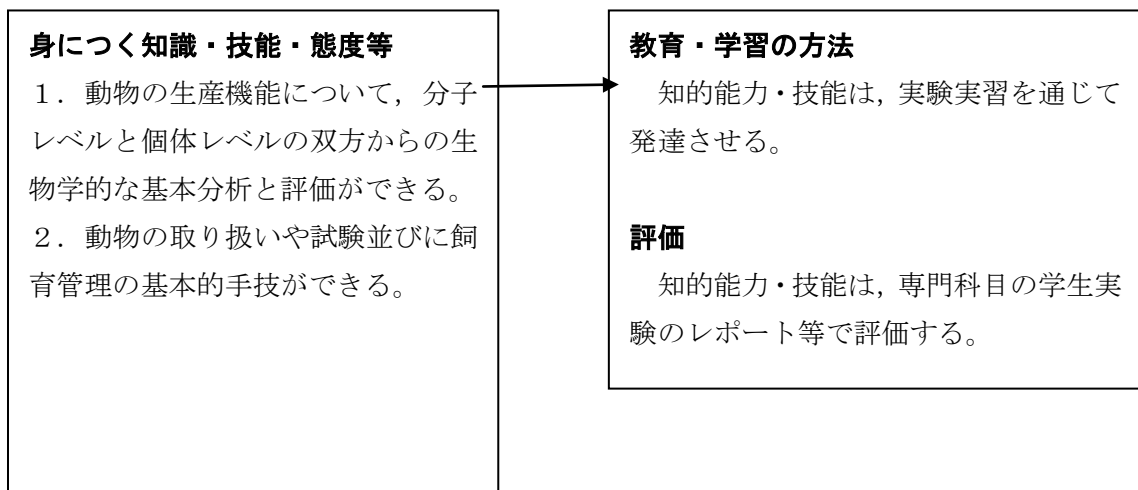 身につく知識・技能・態度等
１．動物の生産機能について，分子
レベルと個体レベルの双方からの生
物学的な基本分析と評価ができる。
２．動物の取り扱いや試験並びに飼
育管理の基本的手技ができる。
教育・学習の方法
　知的能力・技能は，実験実習を通じて
発達させる。
評価
　知的能力・技能は，専門科目の学生実
験のレポート等で評価する。